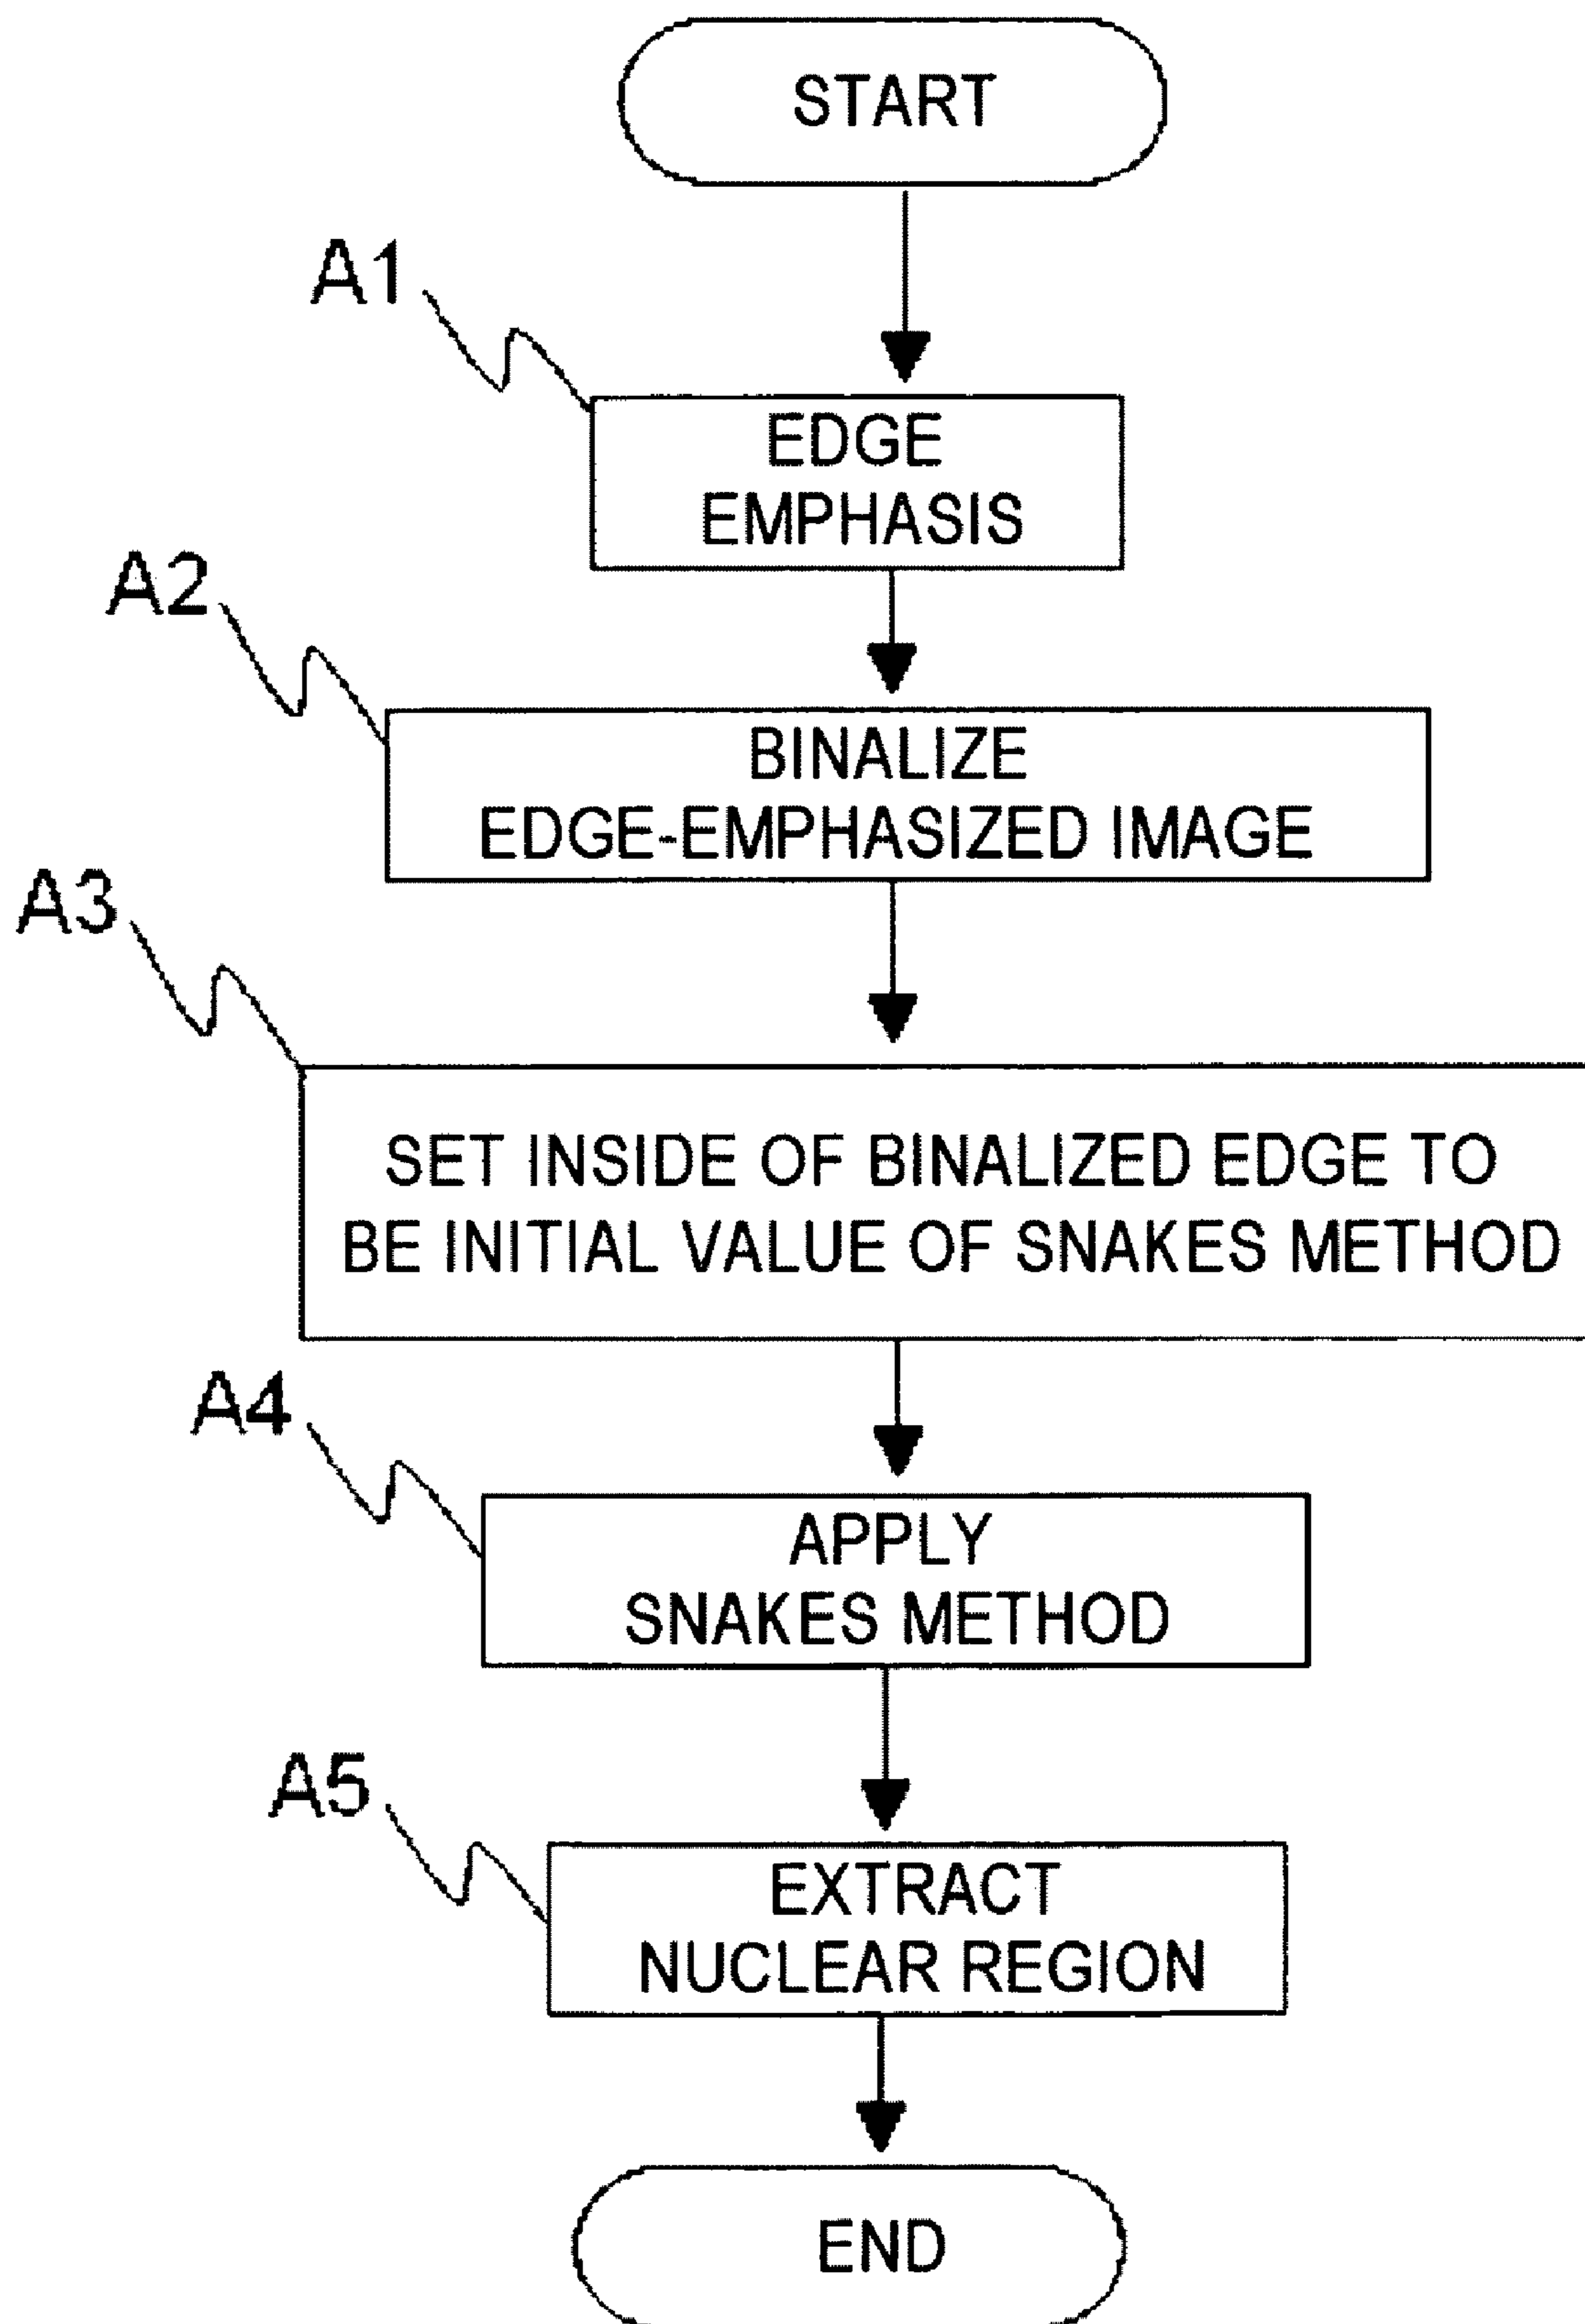 START
A1
EDGE
EMPHASIS
A2
BINALIZE
EDGE-EMPHASIZED IMAGE
A3
SET INSIDE OF BINALIZED EDGE TO
BE INITIAL VALUE OF SNAKES METHOD
A4
APPLY
SNAKES METHOD
A5
EXTRACT
NUCLEAR REGION
END